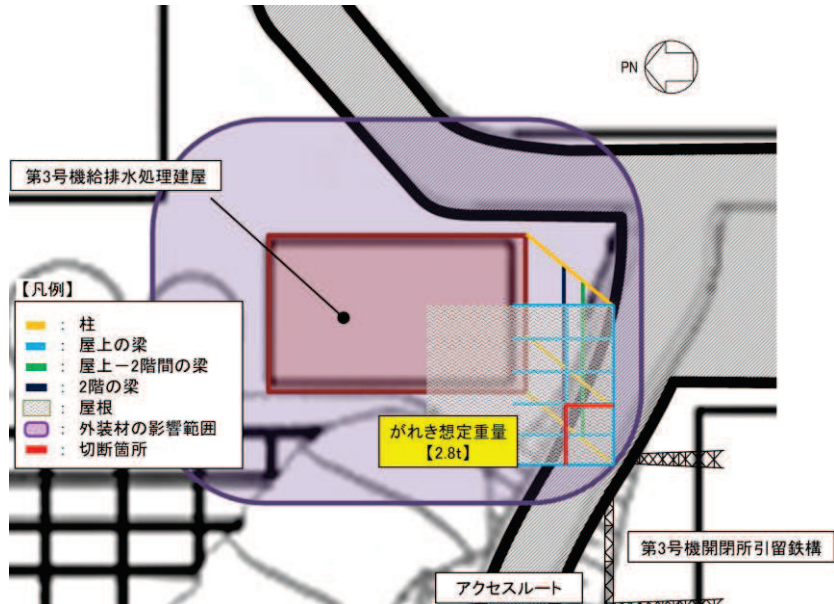 PN
第3号機給排水処理建屋
【凡例】
: 柱
: 屋上の梁
: 屋上－2階間の梁
: 2階の梁
: 屋根
: 外装材の影響範囲
: 切断箇所
がれき想定重量
【2.8t】
第3号機開閉所引留鉄構
アクセスルート